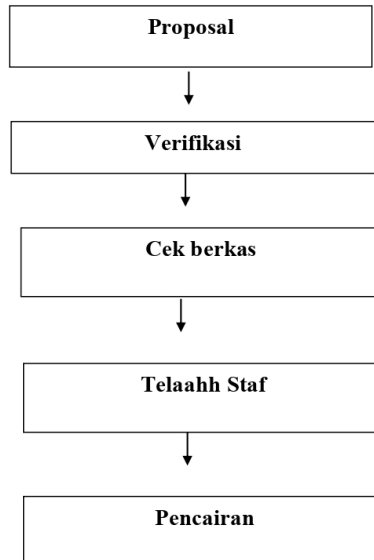 Proposal
Verifikasi
Cek berkas
Telaahh Staf
Pencairan